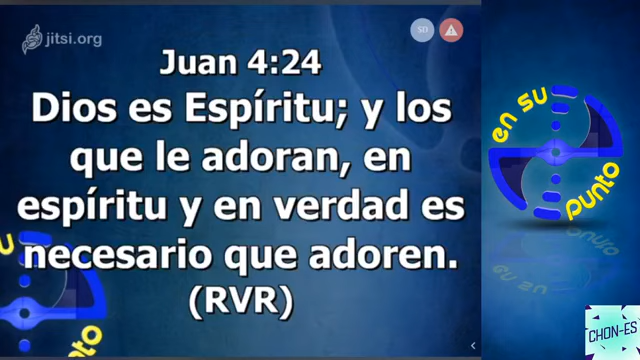 jitsi.org
sn
Juan 4:24
Dios es Espíritu; y los
que le adoran, en
espíritu y en verdad es
necesario que adoren.
(RVR)
en su
punto
CHON-ES